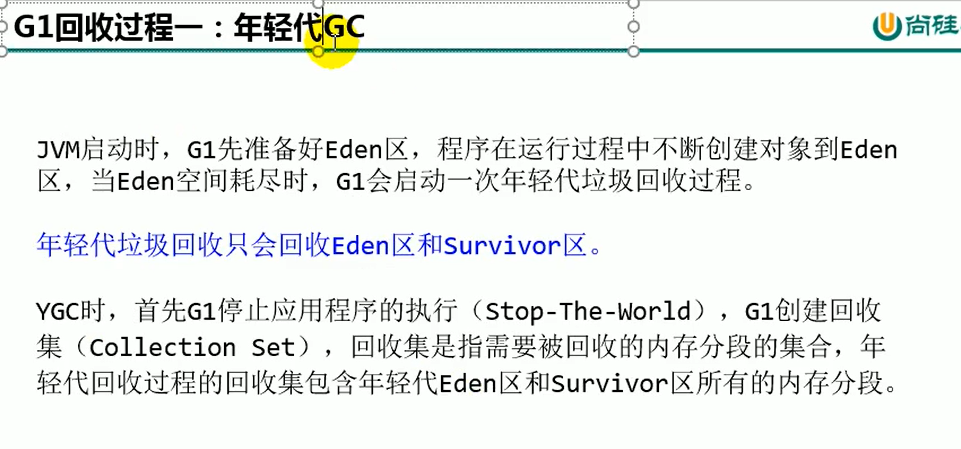 G1回收过程一：年轻代GC
尚硅
JVM启动时，G1先准备好Eden区，程序在运行过程中不断创建对象到Eden
区，当Eden空间耗尽时，G1会启动一次年轻代垃圾回收过程。
年轻代垃圾回收只会回收Eden区和Survivor区。
YGC时，首先G1停止应用程序的执行（Stop-The-World），G1创建回收
集（Collection Set），回收集是指需要被回收的内存分段的集合，年
轻代回收过程的回收集包含年轻代Eden区和Survivor区所有的内存分段。